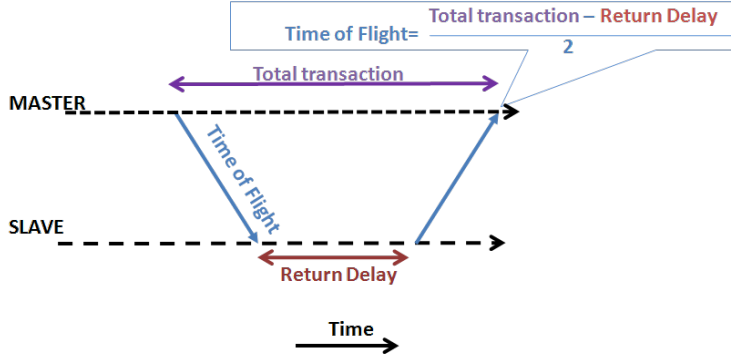 Total transaction – Return Delay
Time of Flight=
2
Total transaction
MASTER
Time of Flight
SLAVE
Return Delay
Time